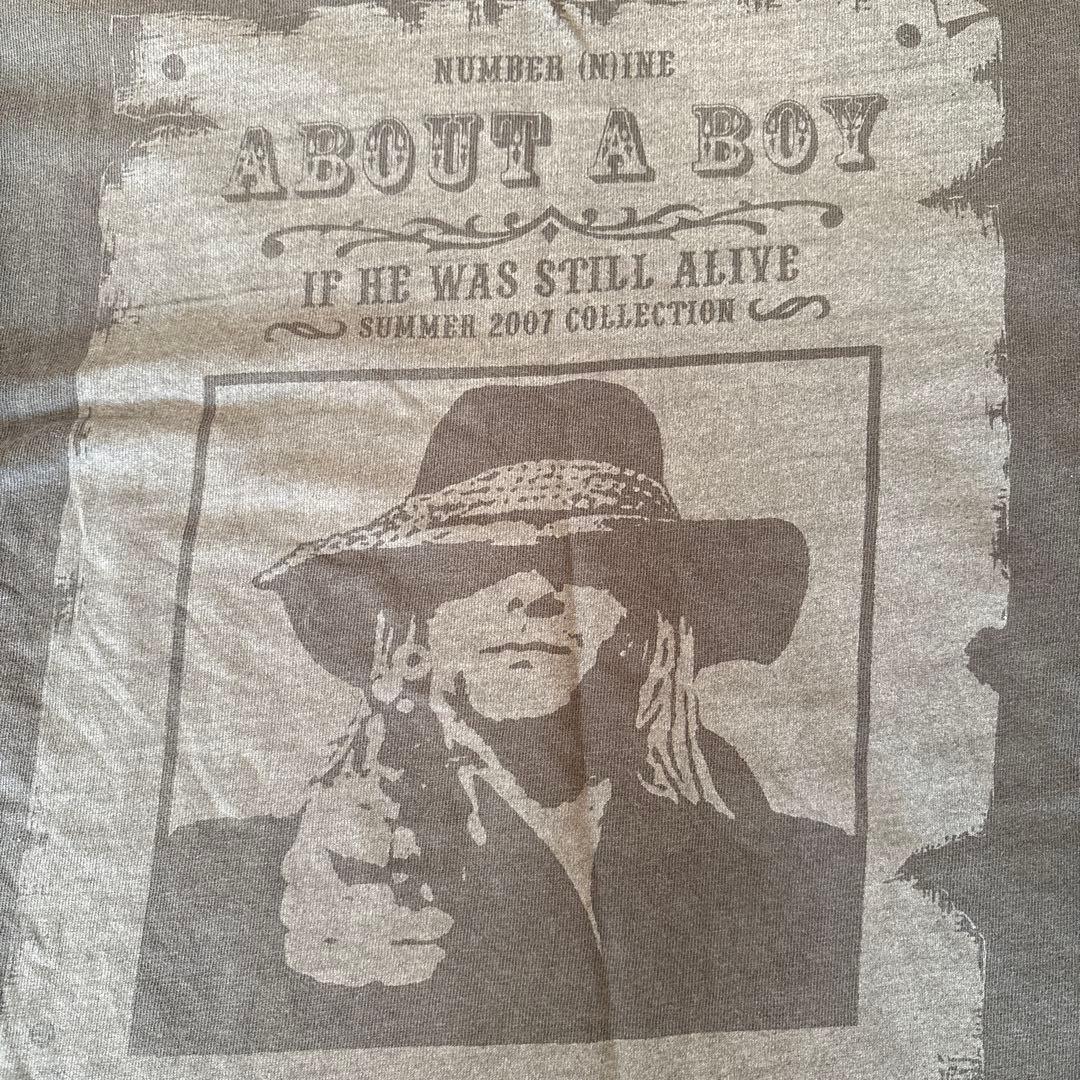 NUMBER (N)INE
ABOUT A BOY
IF HE WAS STILL ALIVE
SUMMER 2007 COLLECTION